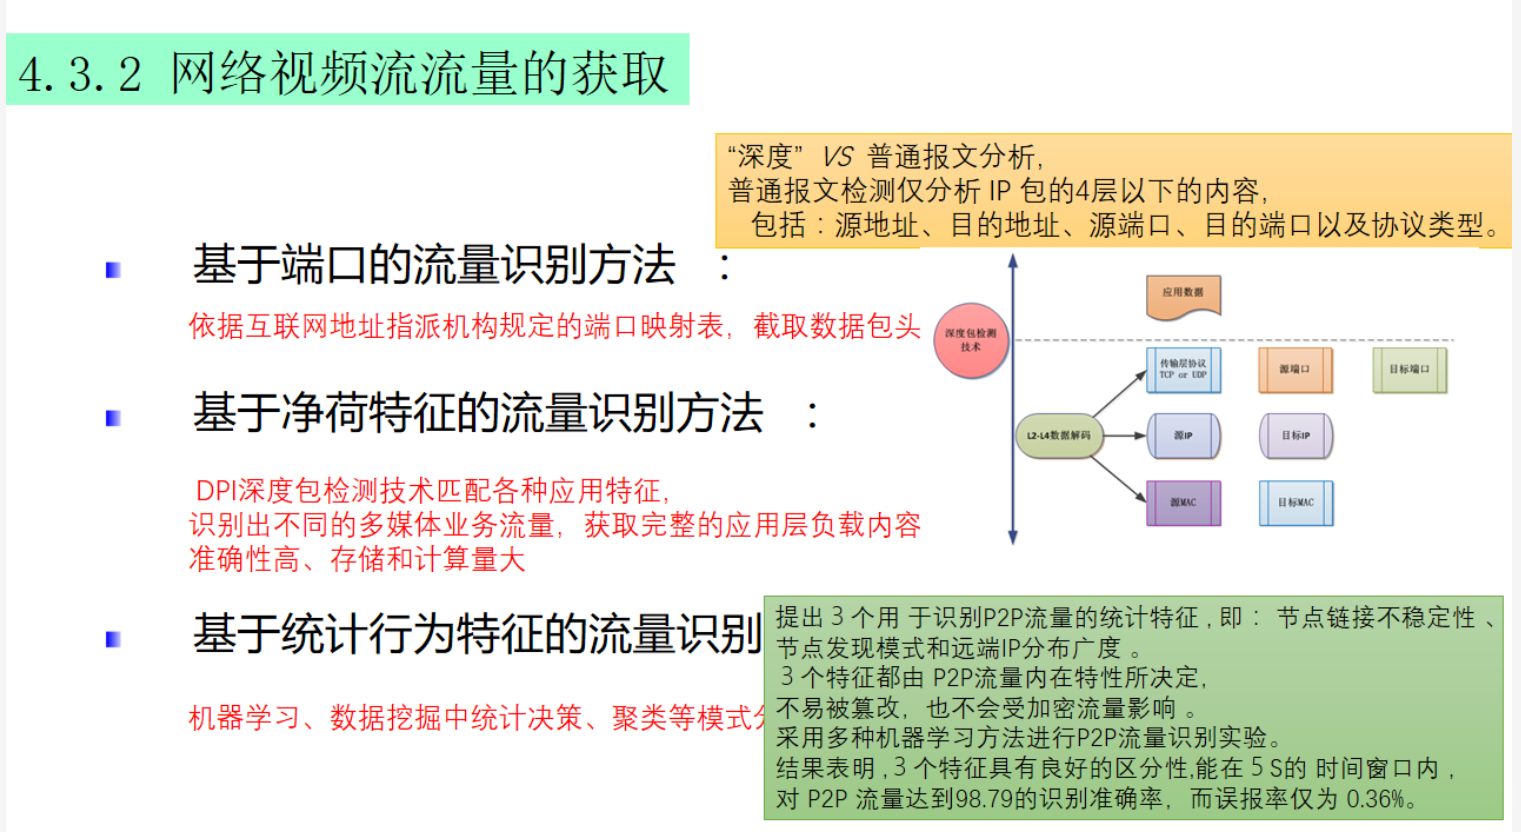 4.3.2 网络视频流流量的获取
“深度” VS 普通报文分析,
普通报文检测仅分析 IP 包的4层以下的内容,
包括：源地址、目的地址、源端口、目的端口以及协议类型。
基于端口的流量识别方法 ：
依据互联网地址指派机构规定的端口映射表，截取数据包头
基于净荷特征的流量识别方法 ：
DPI深度包检测技术匹配各种应用特征,
识别出不同的多媒体业务流量，获取完整的应用层负载内容
准确性高、存储和计算量大
应用数据
深度包检测
技术
传输层协议
TCP or UDP
源端口
目标端口
L2-L4数据解码
源IP
目标IP
源MAC
目标MAC
基于统计行为特征的流量识别
机器学习、数据挖掘中统计决策、聚类等模式
提出 3 个用 于识别P2P流量的统计特征 , 即 ： 节点链接不稳定性 、
节点发现模式和远端IP分布广度 。
3 个特征都由 P2P流量内在特性所决定,
不易被篡改，也不会受加密流量影响 。
采用多种机器学习方法进行P2P流量识别实验。
结果表明 , 3 个特征具有良好的区分性,能在 5 S的 时间窗口内 ,
对 P2P 流量达到98.79的识别准确率，而误报率仅为 0.36%。